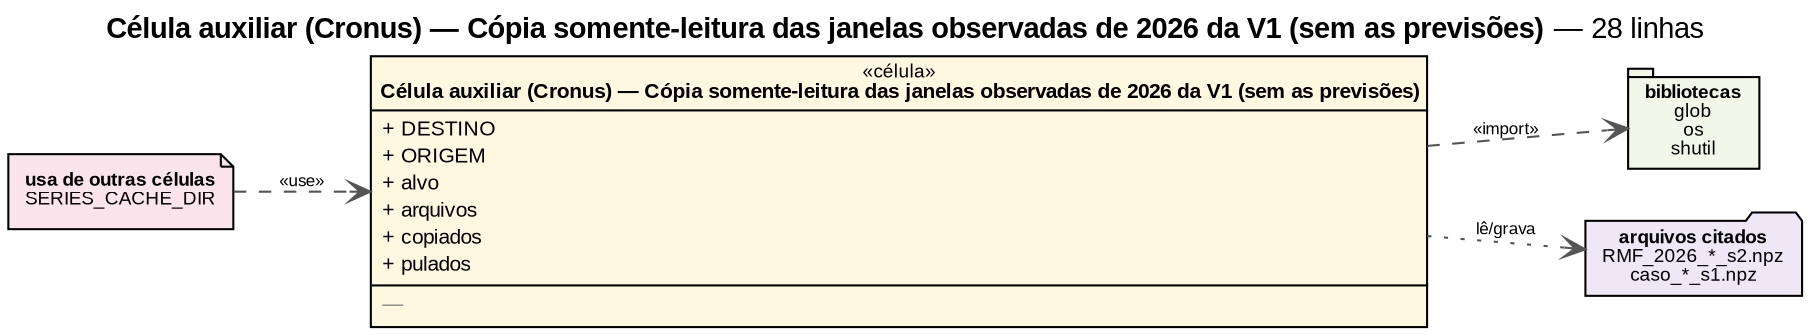 Célula auxiliar (Cronus) — Cópia somente-leitura das janelas observadas de 2026 da V1 (sem as previsões) — 28 linhas
usa de outras células
SERIES_CACHE_DIR
«use»
«célula»
Célula auxiliar (Cronus) — Cópia somente-leitura das janelas observadas de 2026 da V1 (sem as previsões)
+ DESTINO
+ ORIGEM
+ alvo
+ arquivos
+ copiados
+ pulados
—
«import»
bibliotecas
glob
os
shutil
lê/grava
arquivos citados
RMF_2026_*_s2.npz
caso_*_s1.npz